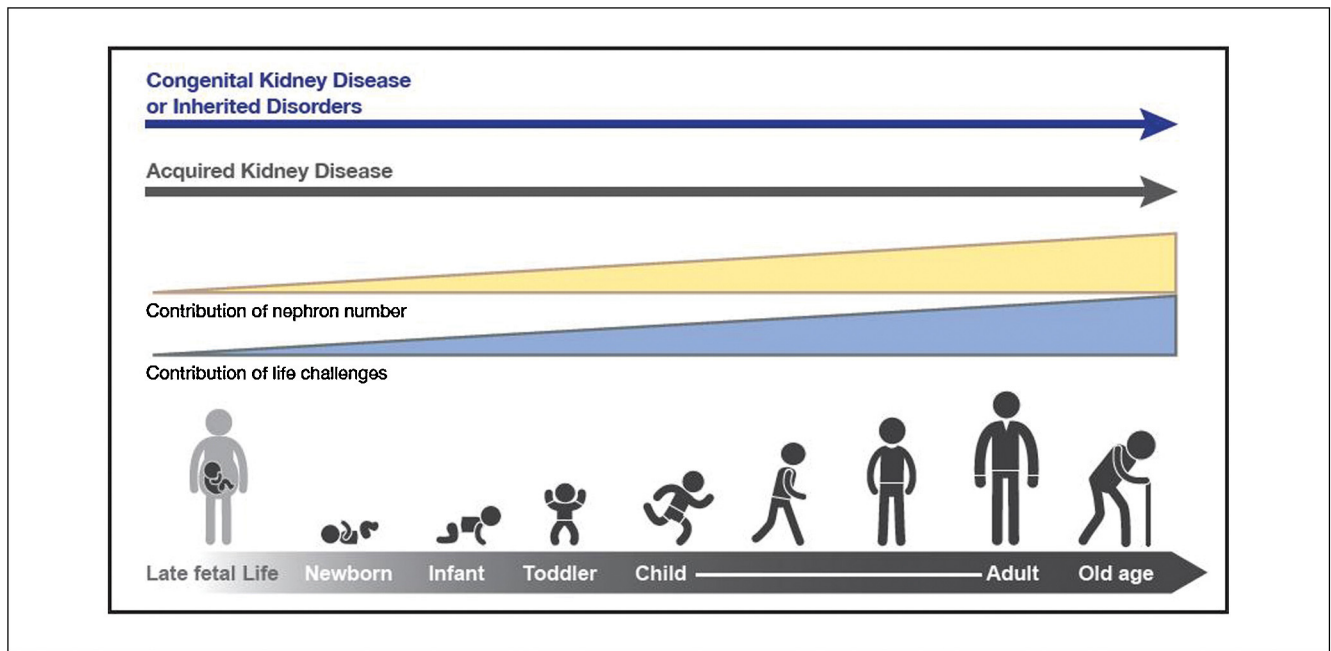 Congenital Kidney Disease
or Inherited Disorders
Acquired Kidney Disease
Contribution of nephron number
Contribution of life challenges
Late fetal Life Newborn Infant Toddler Child Adult Old age